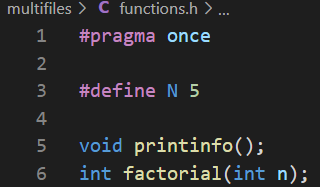 multifiles > C functions.h > ...
1 #pragma once
2
3 #define N 5
4
5 void printinfo();
6 int factorial(int n);